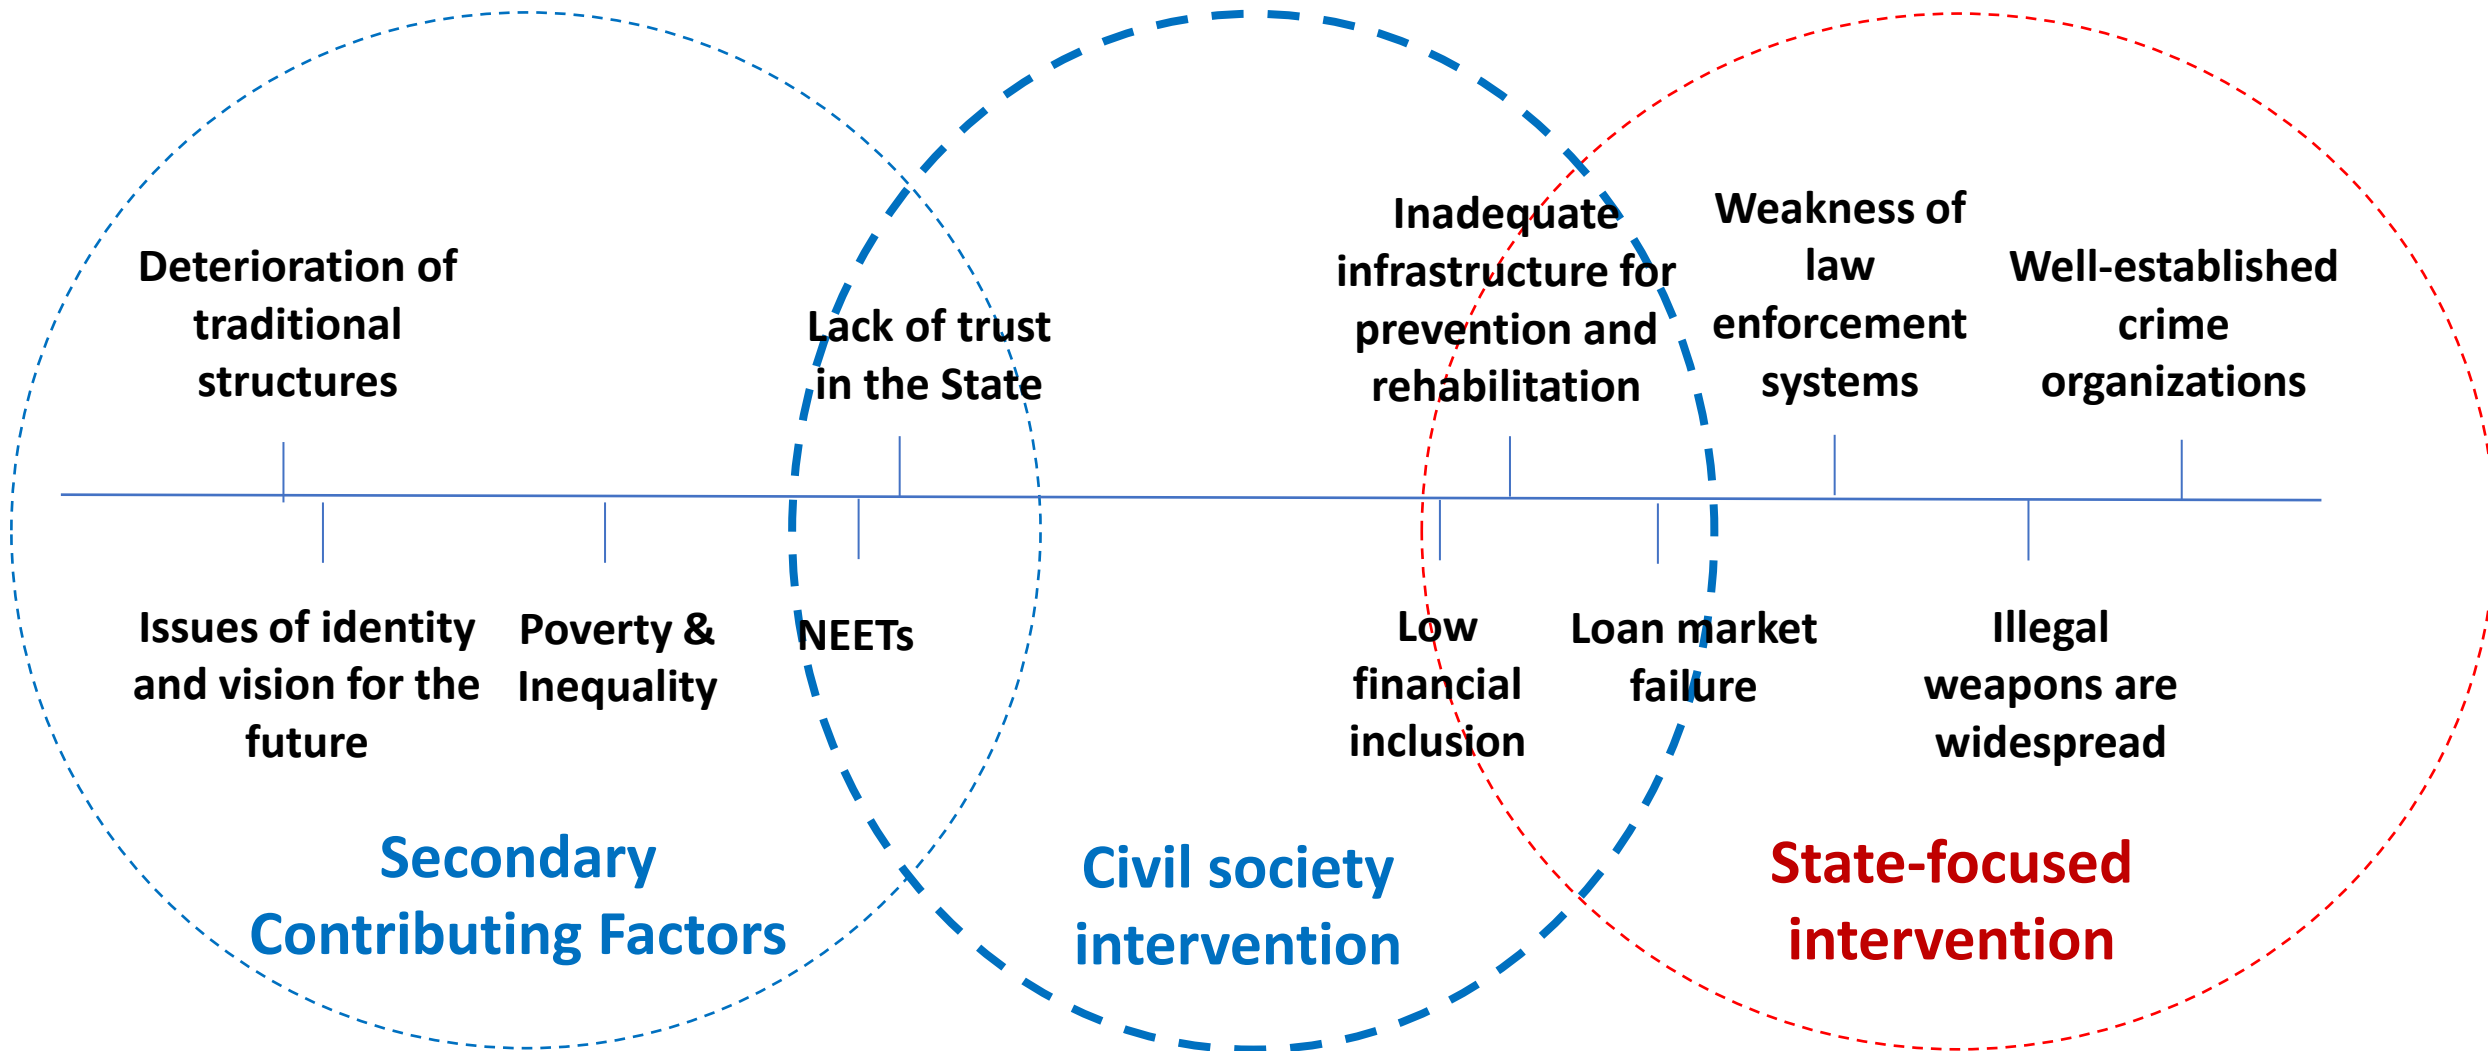 Deterioration of
traditional
structures
Lack of trust
in the State
Inadequate
infrastructure for
prevention and
rehabilitation
Weakness of
law
enforcement
systems
Well-established
crime
organizations
Issues of identity
and vision for the
future
Poverty &
Inequality
NEETs
Low
financial
inclusion
Loan market
failure
Illegal
weapons are
widespread
Secondary
Contributing Factors
Civil society
intervention
State-focused
intervention